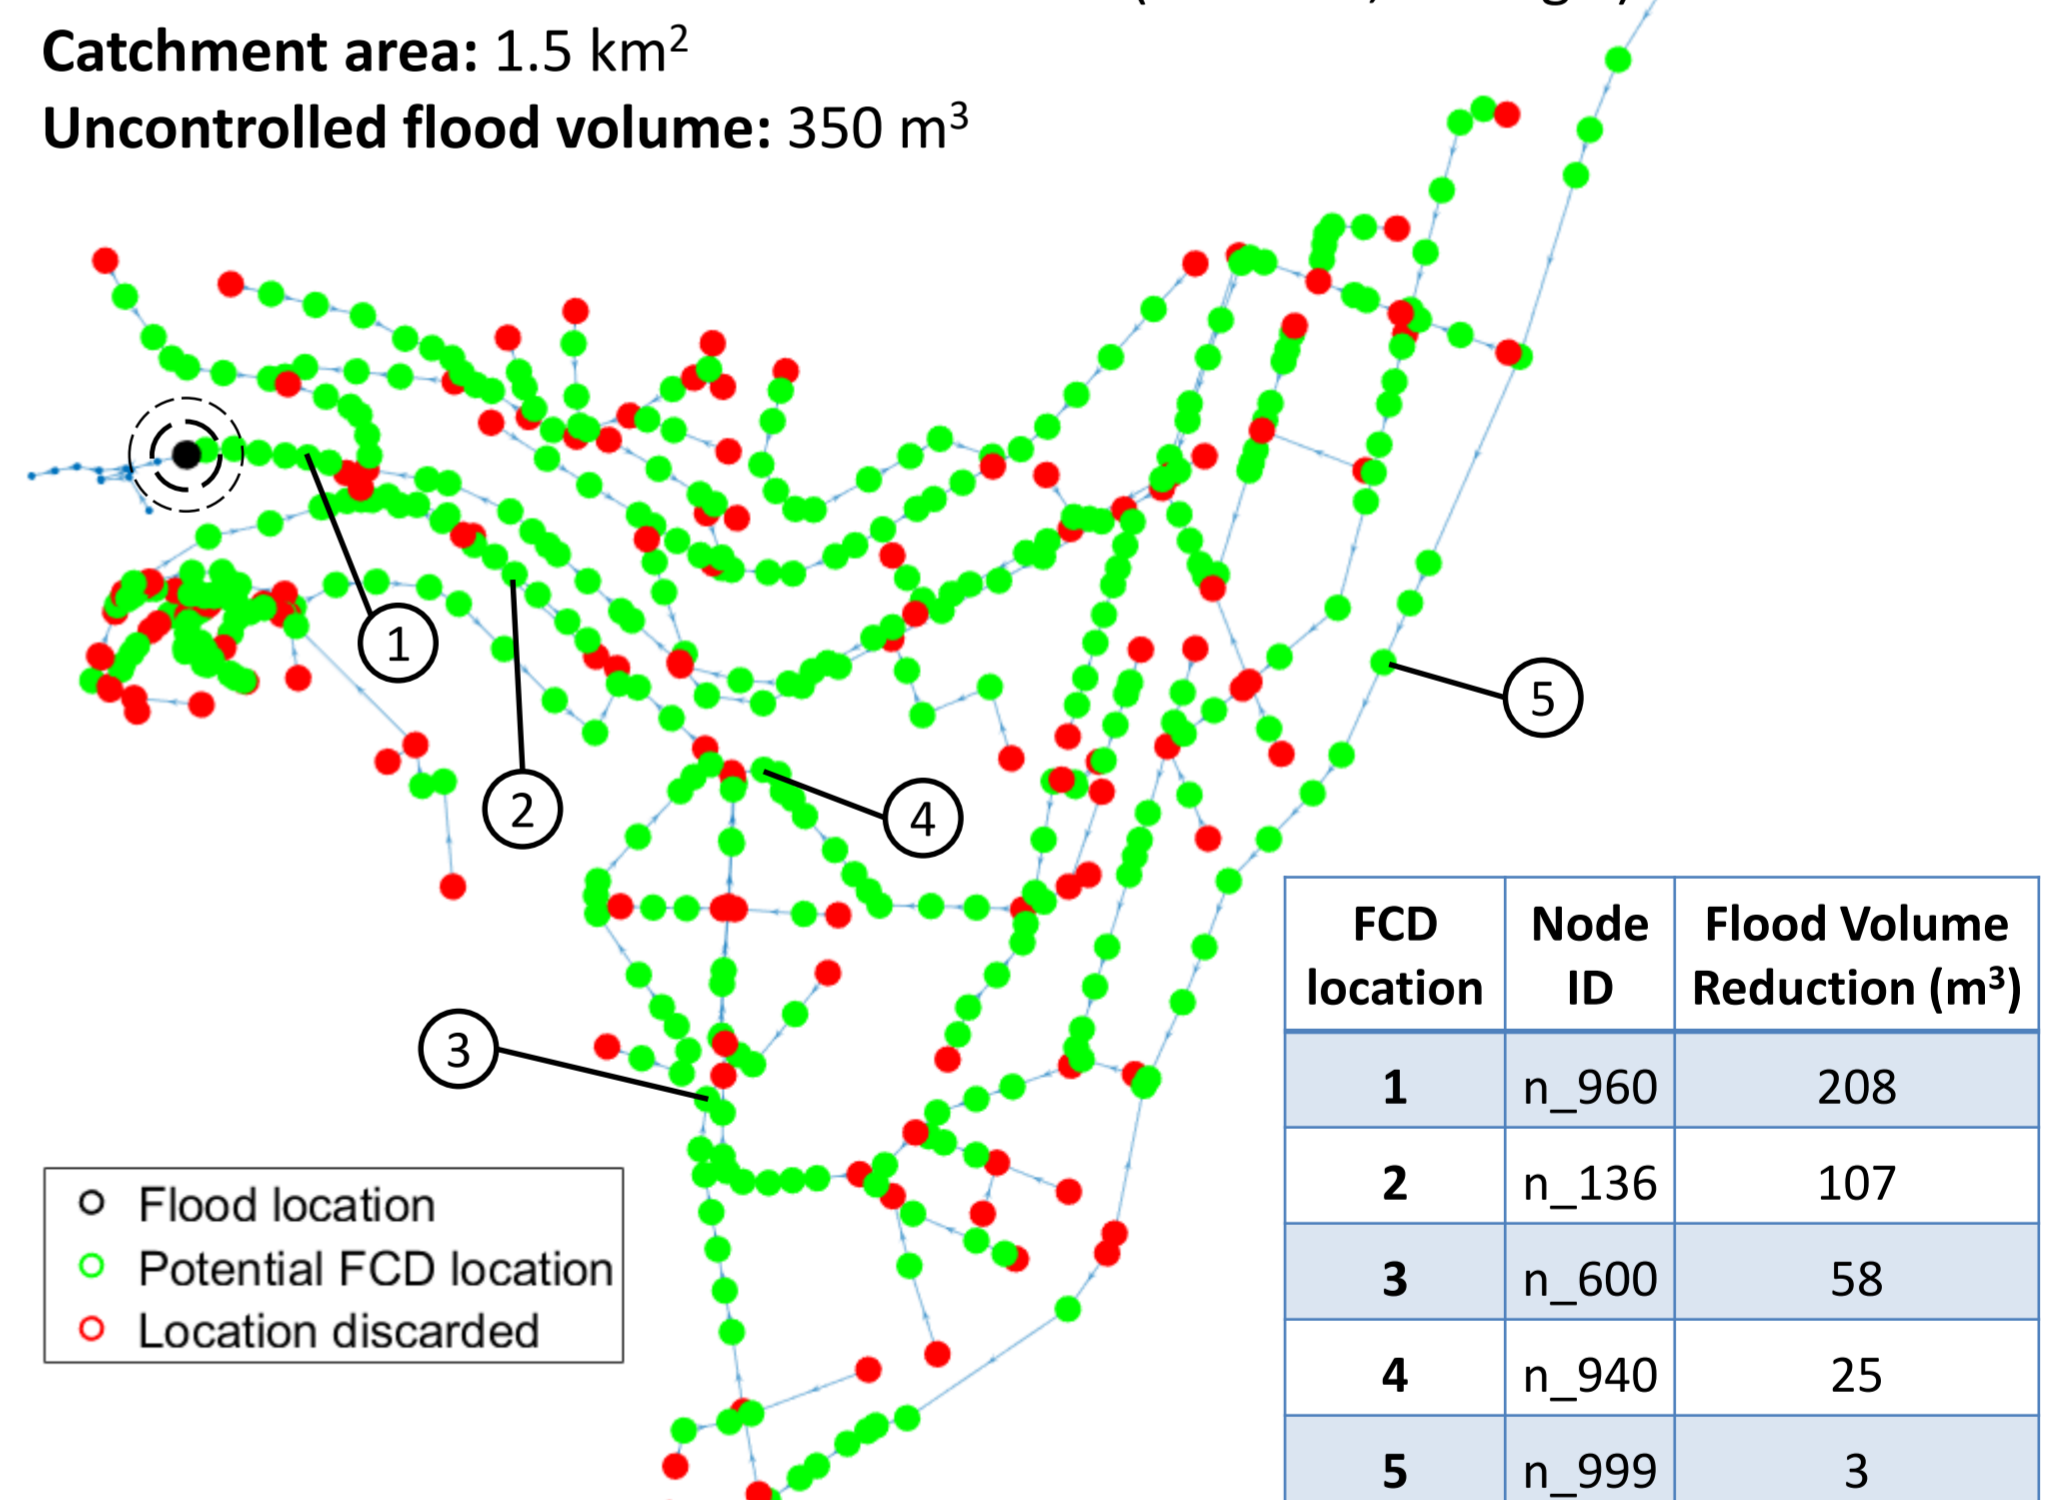 Catchment area: 1.5 km²
Uncontrolled flood volume: 350 m³
1
2
3
4
5
Flood location
Potential FCD location
Location discarded
FCD location Node ID Flood Volume Reduction (m³)
1 n_960 208
2 n_136 107
3 n_600 58
4 n_940 25
5 n_999 3